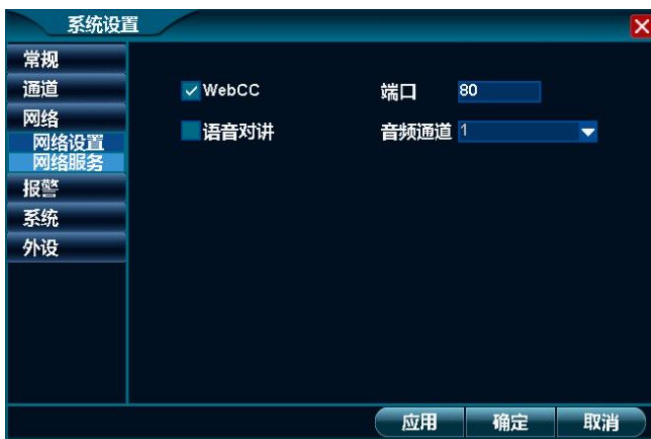 系统设置
常规
通道
网络
网络设置
网络服务
报警
系统
外设
WebCC 端口 80
语音对讲 音频通道 1
应用 确定 取消